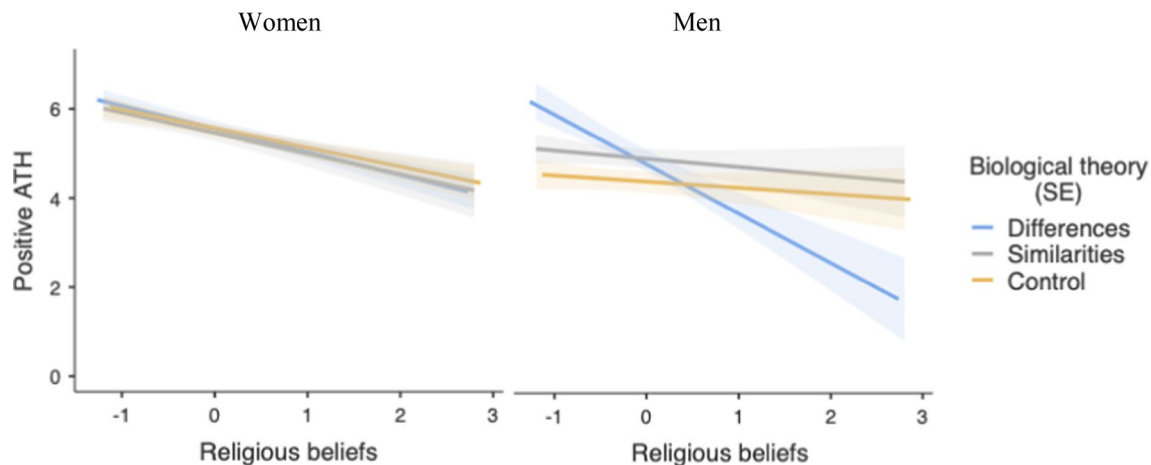 Women
Men
Positive ATH
6
4
2
0
-1 0 1 2 3
-1 0 1 2 3
Religious beliefs
Religious beliefs
Biological theory
(SE)
Differences
Similarities
Control